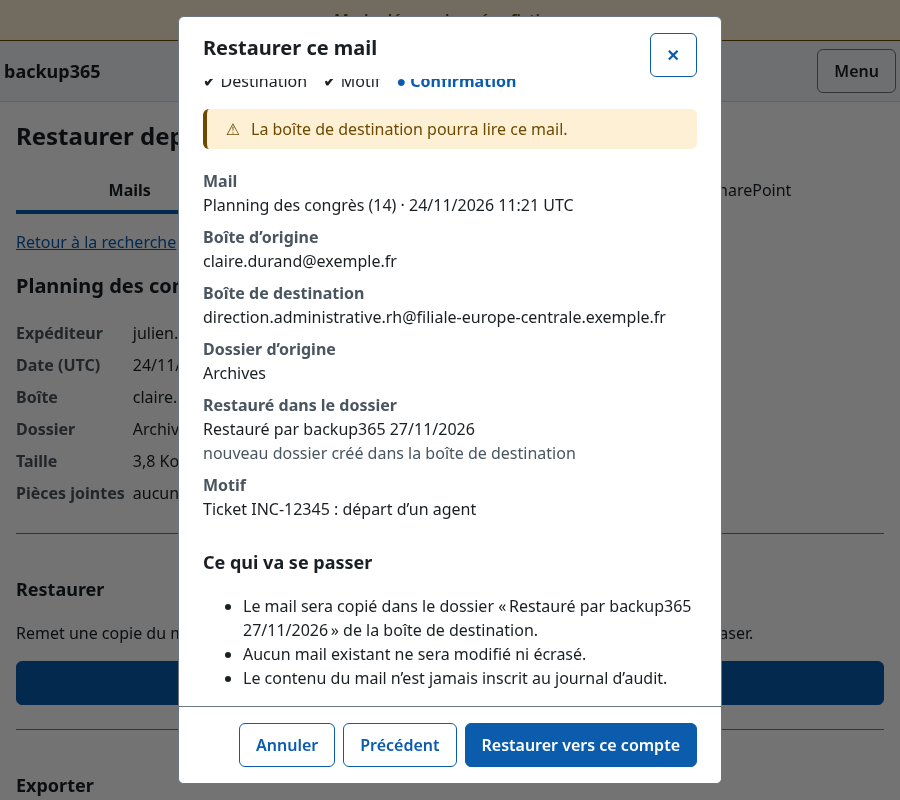 Restaurer ce mail
×
backup365
Menu
✔ Destination ✔ Motif ● Confirmation
⚠ La boîte de destination pourra lire ce mail.
Restaurer dep
Mails
harePoint
Retour à la recherche
Planning des con
Expéditeur julien.
Date (UTC) 24/11/
Boîte claire.
Dossier Archiv
Taille 3,8 Ko
Pièces jointes aucun
Mail
Planning des congrès (14) · 24/11/2026 11:21 UTC
Boîte d’origine
claire.durand@exemple.fr
Boîte de destination
direction.administrative.rh@filiale-europe-centrale.exemple.fr
Dossier d’origine
Archives
Restauré dans le dossier
Restauré par backup365 27/11/2026
nouveau dossier créé dans la boîte de destination
Motif
Ticket INC-12345 : départ d’un agent
Ce qui va se passer
Le mail sera copié dans le dossier « Restauré par backup365
27/11/2026 » de la boîte de destination.
Aucun mail existant ne sera modifié ni écrasé.
Le contenu du mail n’est jamais inscrit au journal d’audit.
Restaurer
Remet une copie du m
aser.
Annuler
Précédent
Restaurer vers ce compte
Exporter